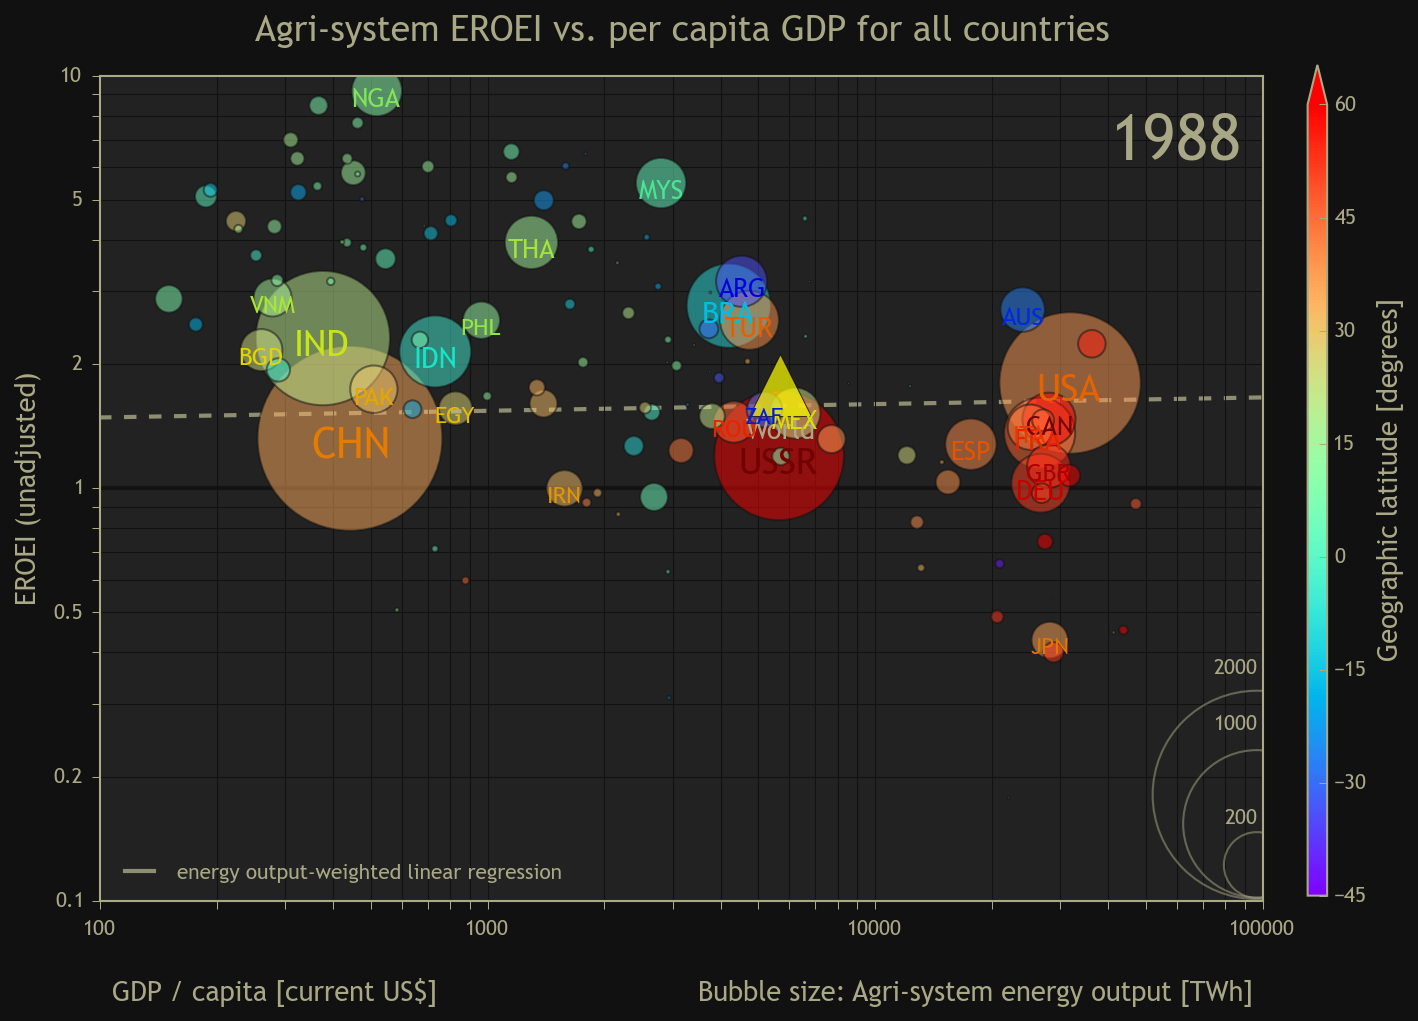 Agri-system EROEI vs. per capita GDP for all countries
1988
10
5
2
1
0.5
0.2
0.1
EROEI (unadjusted)
NGA
MYS
THA
ARG
BRA
TUR
AUS
VNM
PHL
IND
BGD
IDN
USA
CHN
PAK
EGY
ZAF
MEX
World
USSR
CAN
ESP
GBR
DEU
IRN
JPN
2000
1000
200
energy output-weighted linear regression
100
1000
10000
100000
GDP / capita [current US$]
Bubble size: Agri-system energy output [TWh]
60
45
30
15
0
−15
−30
−45
Geographic latitude [degrees]